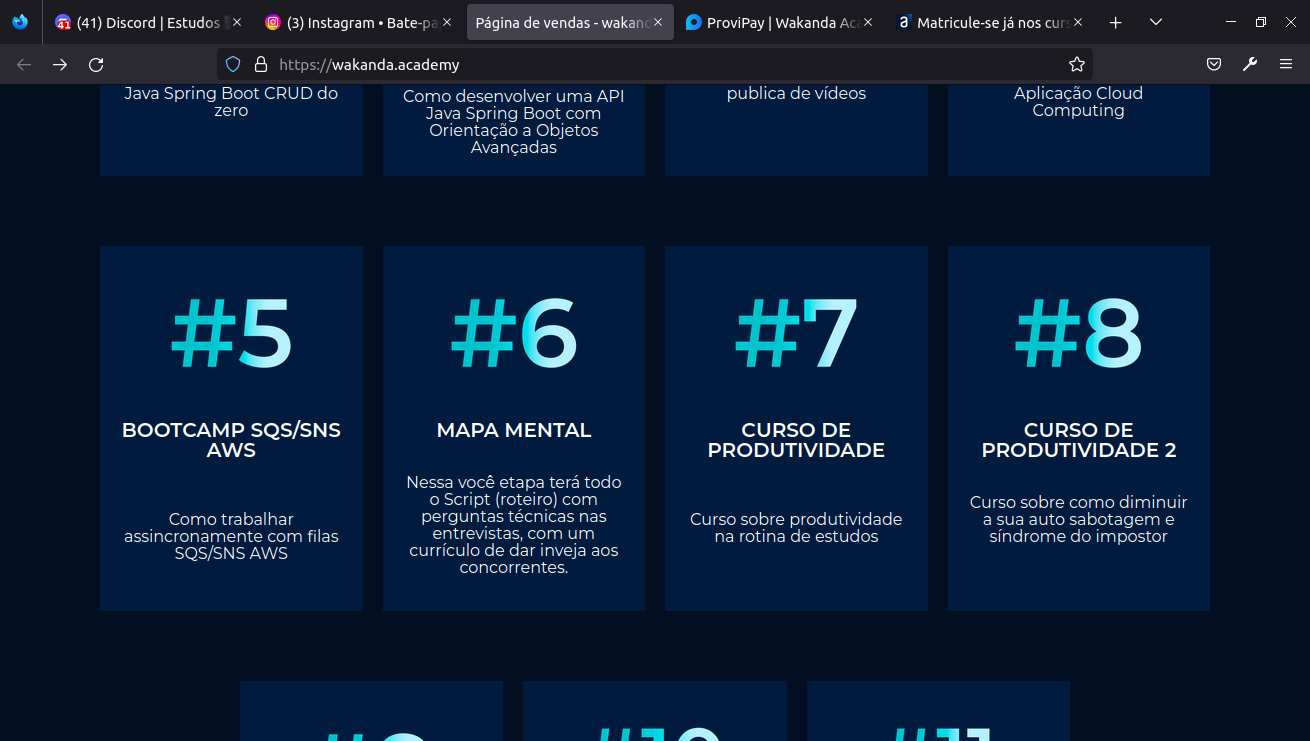 (41) Discord | Estudos
(3) Instagram • Bate-pa
Página de vendas - wakand
ProviPay | Wakanda Aca
Matricule-se já nos curs
https://wakanda.academy
Java Spring Boot CRUD do
zero
Como desenvolver uma API
Java Spring Boot com
Orientação a Objetos
Avançadas
publica de vídeos
Aplicação Cloud
Computing
#5
BOOTCAMP SQS/SNS
AWS
Como trabalhar
assincronamente com filas
SQS/SNS AWS
#6
MAPA MENTAL
Nessa você etapa terá todo
o Script (roteiro) com
perguntas técnicas nas
entrevistas, com um
currículo de dar inveja aos
concorrentes.
#7
CURSO DE
PRODUTIVIDADE
Curso sobre produtividade
na rotina de estudos
#8
CURSO DE
PRODUTIVIDADE 2
Curso sobre como diminuir
a sua auto sabotagem e
síndrome do impostor
#9
#10
#11